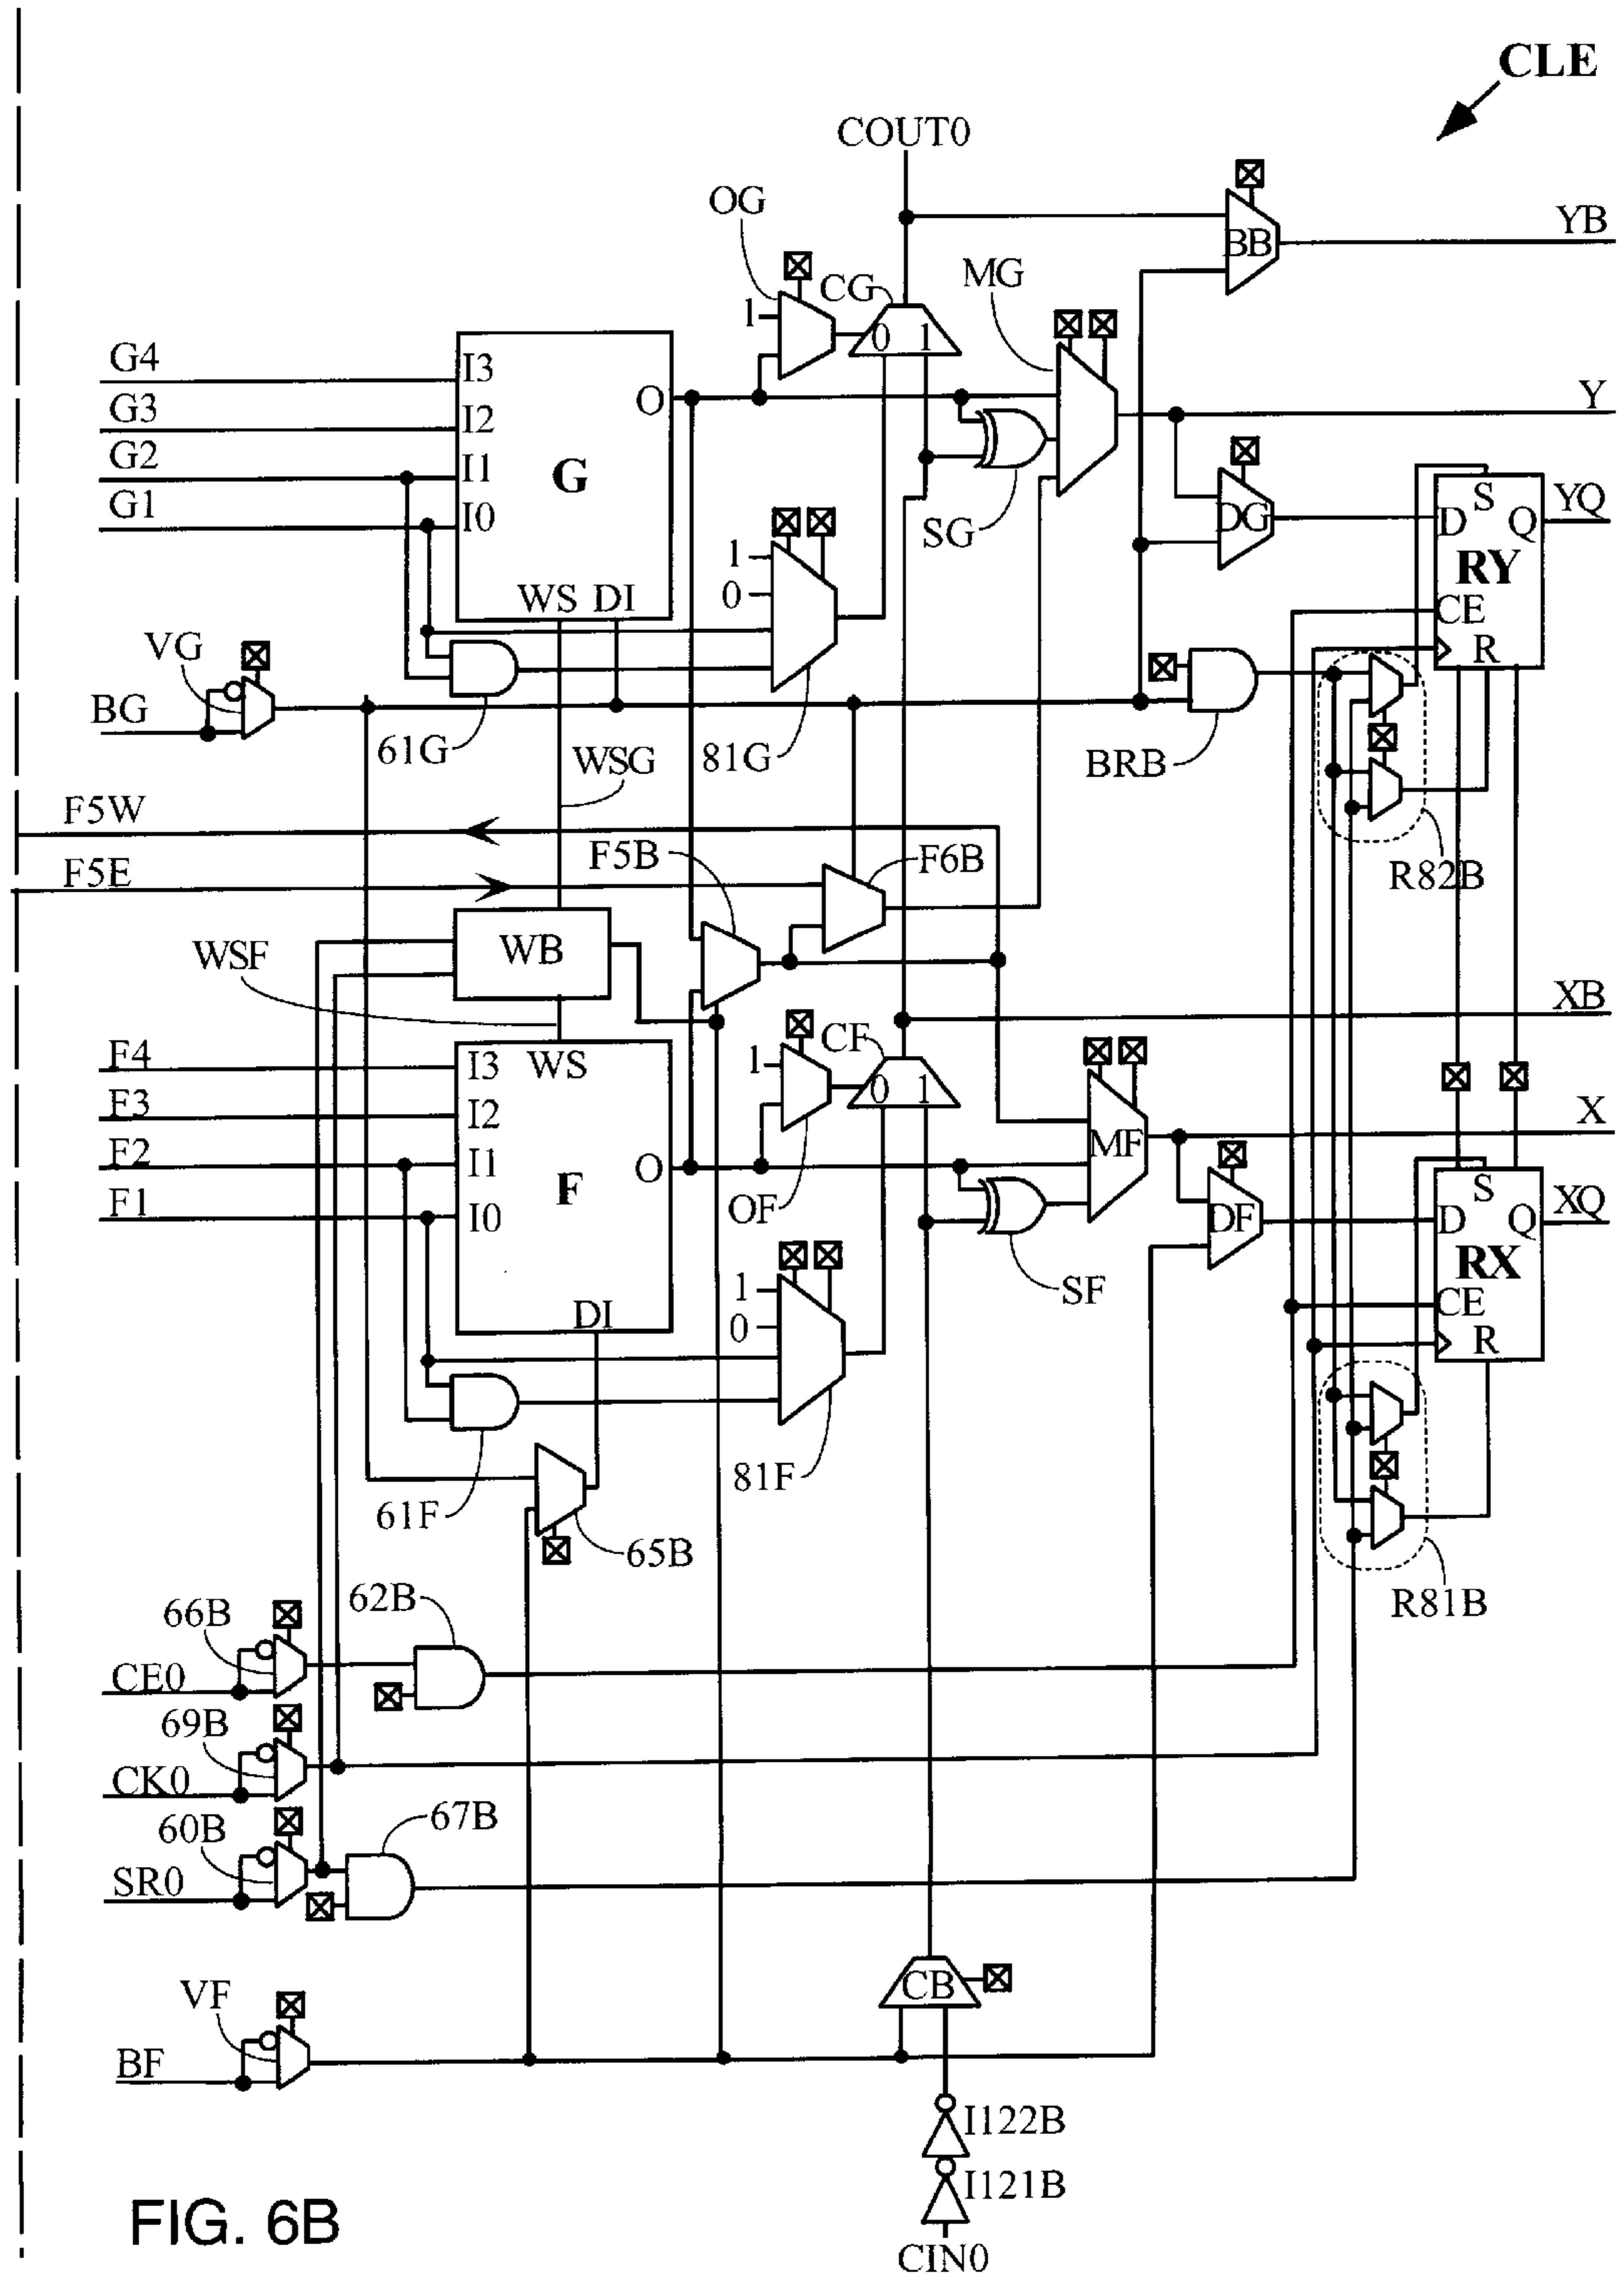 CLE
COUT0
OG
YB
BB
CG
MG
1
0 1
G4
I3
O
Y
G3
I2
G2
I1
G
DG
S
YQ
G1
I0
SG
D Q
RY
1
0
WS DI
CE
VG
R
BG
61G
WSG
81G
BRB
F5W
F5B
F6B
F5E
R82B
WSF
WB
XB
CF
F4
I3 WS
1
0 1
F3
I2
X
MF
F2
I1
F
O
S
F1
I0
OF
DF
D Q
XQ
RX
SF
1
0
DI
CE
R
81F
61F
65B
62B
66B
R81B
CE0
69B
CK0
60B
67B
SR0
VF
CB
BF
I122B
I121B
FIG. 6B
CIN0